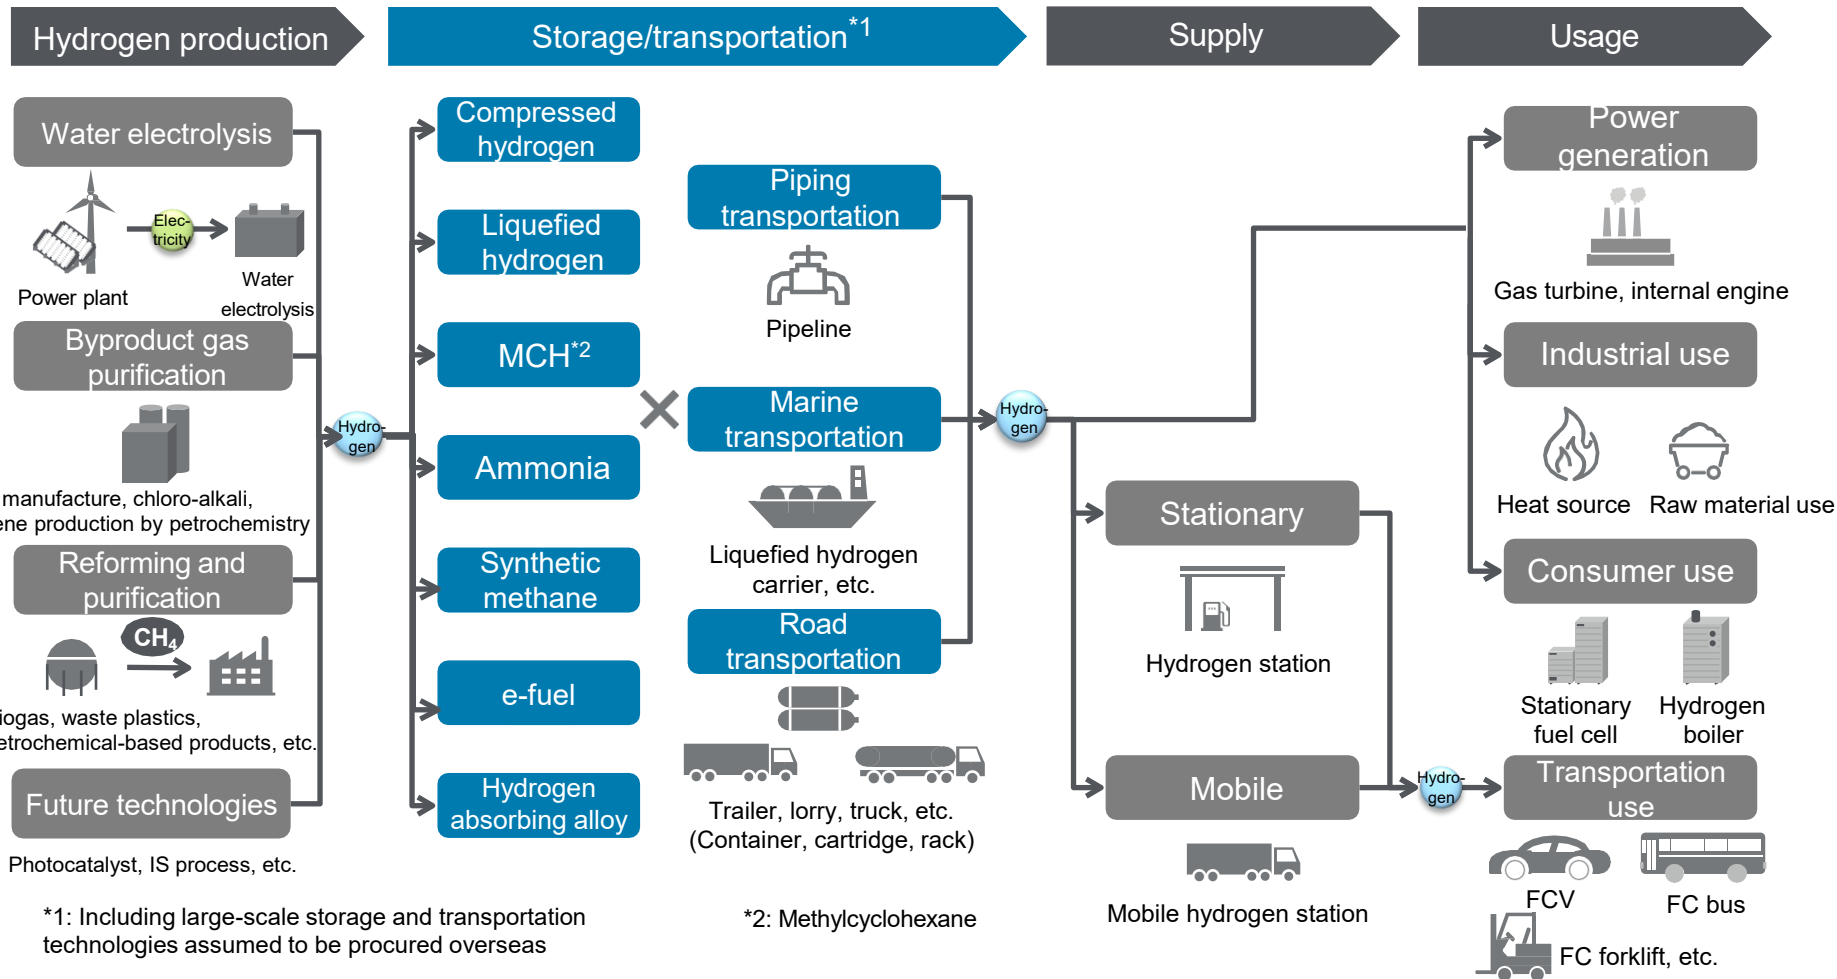 Hydrogen production
Storage/transportation*1
Supply
Usage
Water electrolysis
Elec-
tricity
Power plant
Water
electrolysis
Byproduct gas
purification
manufacture, chloro-alkali,
production by petrochemistry
Reforming and
purification
CH4
waste plastics,
etc.
Future technologies
Photocatalyst, IS process, etc.
Hydro-
gen
Compressed
hydrogen
Liquefied
hydrogen
MCH*2
Ammonia
Synthetic
methane
e-fuel
Hydrogen
absorbing alloy
Piping
transportation
Pipeline
Marine
transportation
Liquefied hydrogen
carrier, etc.
Road
transportation
Trailer, lorry, truck, etc.
(Container, cartridge, rack)
Hydro-
gen
Stationary
Hydrogen station
Mobile
Mobile hydrogen station
Hydro-
gen
Power
generation
Gas turbine, internal engine
Industrial use
Heat source
Raw material use
Consumer use
Stationary
fuel cell
Hydrogen
boiler
Transportation
use
FCV
FC bus
FC forklift, etc.
*1: Including large-scale storage and transportation
technologies assumed to be procured overseas
*2: Methylcyclohexane